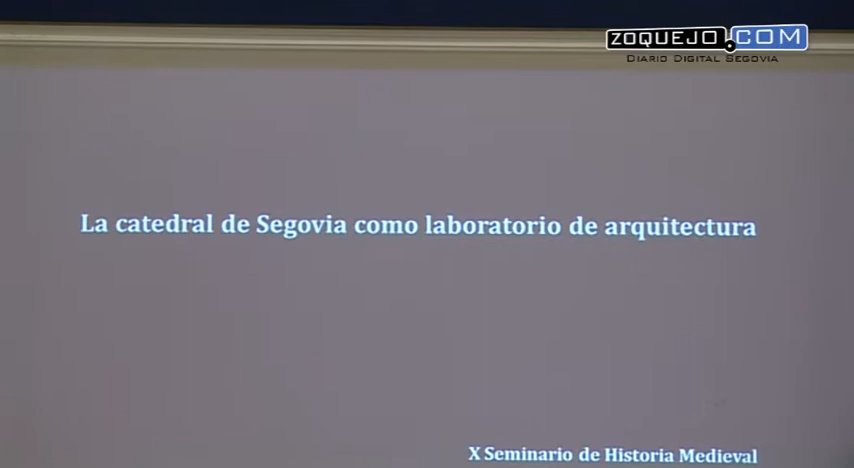 ZOQUEJO.COM
DIARIO DIGITAL SEGOVIA
La catedral de Segovia como laboratorio de arquitectura
X Seminario de Historia Medieval